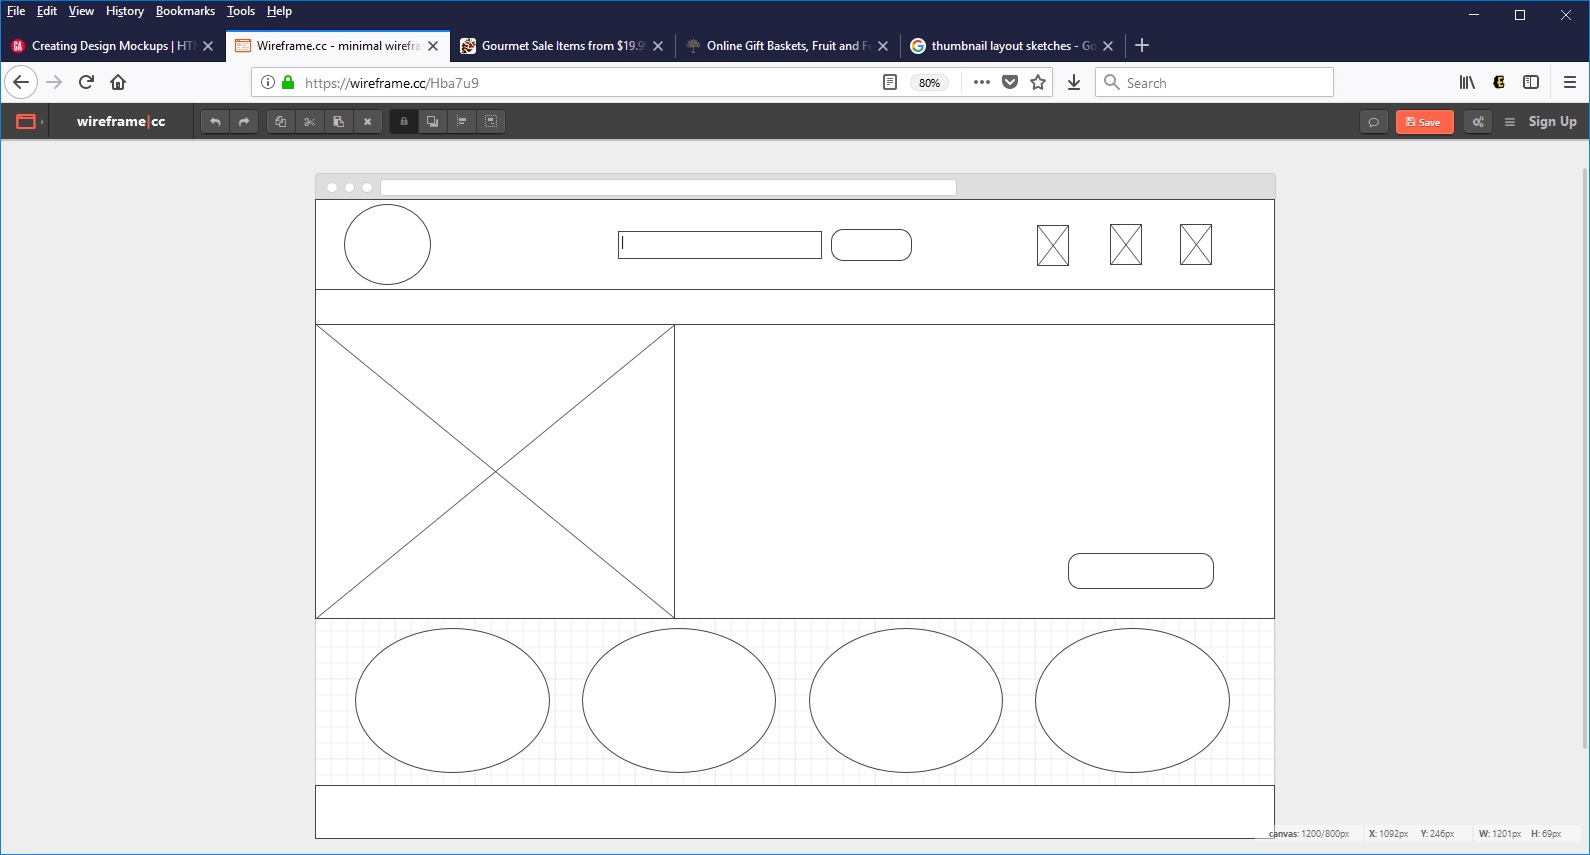 File Edit View History Bookmarks Tools Help
Creating Design Mockups | HT
Wireframe.cc - minimal wirefra
Gourmet Sale Items from $19.9
Online Gift Baskets, Fruit and F
thumbnail layout sketches - Go
https://wireframe.cc/Hba7u9
80%
Search
wireframe|cc
Save
Sign Up
canvas: 1200/800px X: 1092px Y: 246px W: 1201px H: 69px